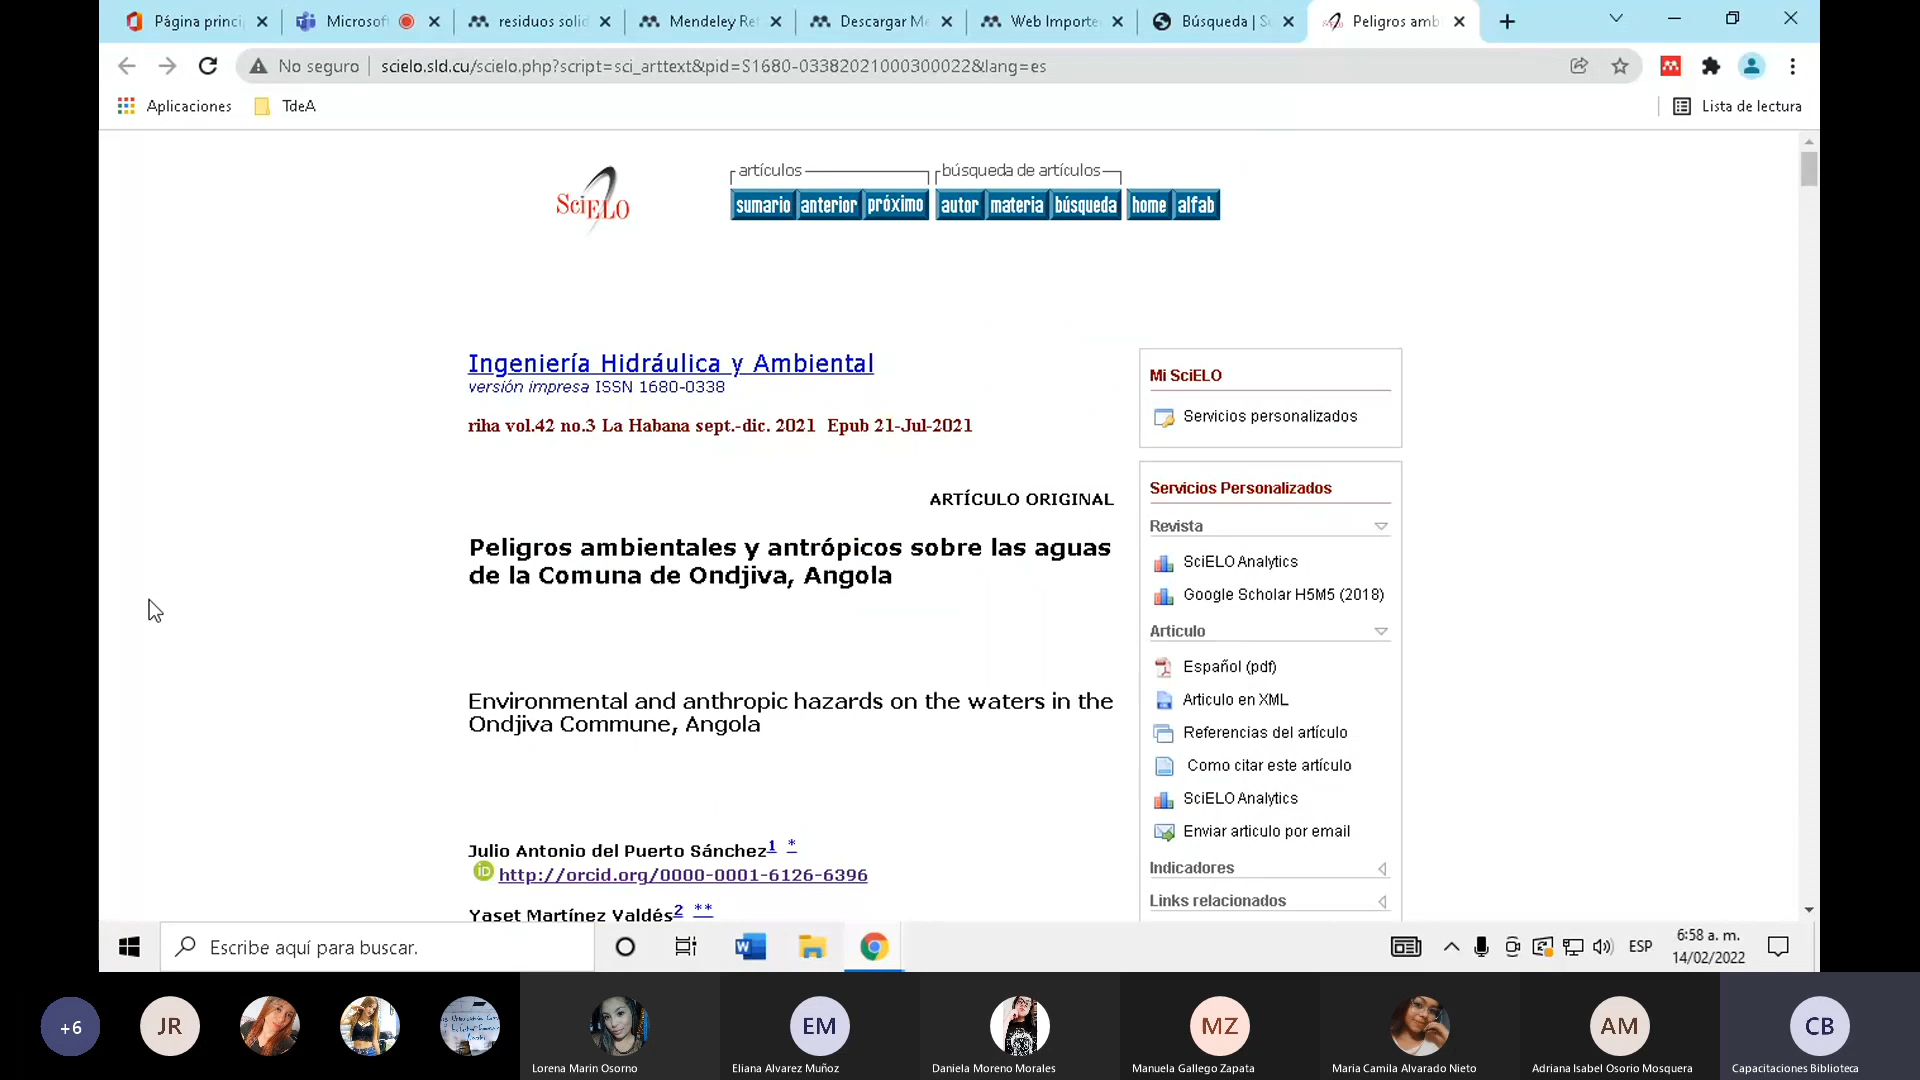 Página princi
Microsof
residuos solid
Mendeley Ref
Descargar Me
Web Importe
Búsqueda | S
Peligros amb
No seguro
scielo.sld.cu/scielo.php?script=sci_arttext&pid=S1680-03382021000300022&lang=es
Aplicaciones
TdeA
Lista de lectura
SciELO
artículos
búsqueda de artículos
sumario anterior próximo autor materia búsqueda home alfab
Ingeniería Hidráulica y Ambiental
versión impresa ISSN 1680-0338
riha vol.42 no.3 La Habana sept.-dic. 2021  Epub 21-Jul-2021
ARTÍCULO ORIGINAL
Peligros ambientales y antrópicos sobre las aguas
de la Comuna de Ondjiva, Angola
Environmental and anthropic hazards on the waters in the
Ondjiva Commune, Angola
Julio Antonio del Puerto Sánchez1 *
iD http://orcid.org/0000-0001-6126-6396
Yaset Martínez Valdés2 **
Mi SciELO
Servicios personalizados
Servicios Personalizados
Revista
SciELO Analytics
Google Scholar H5M5 (2018)
Articulo
Español (pdf)
Articulo en XML
Referencias del artículo
Como citar este artículo
SciELO Analytics
Enviar articulo por email
Indicadores
Links relacionados
Escribe aquí para buscar.
ESP
6:58 a. m.
14/02/2022
+6
JR
Lorena Marin Osorno
EM
Eliana Alvarez Muñoz
Daniela Moreno Morales
MZ
Manuela Gallego Zapata
Maria Camila Alvarado Nieto
AM
Adriana Isabel Osorio Mosquera
CB
Capacitaciones Biblioteca